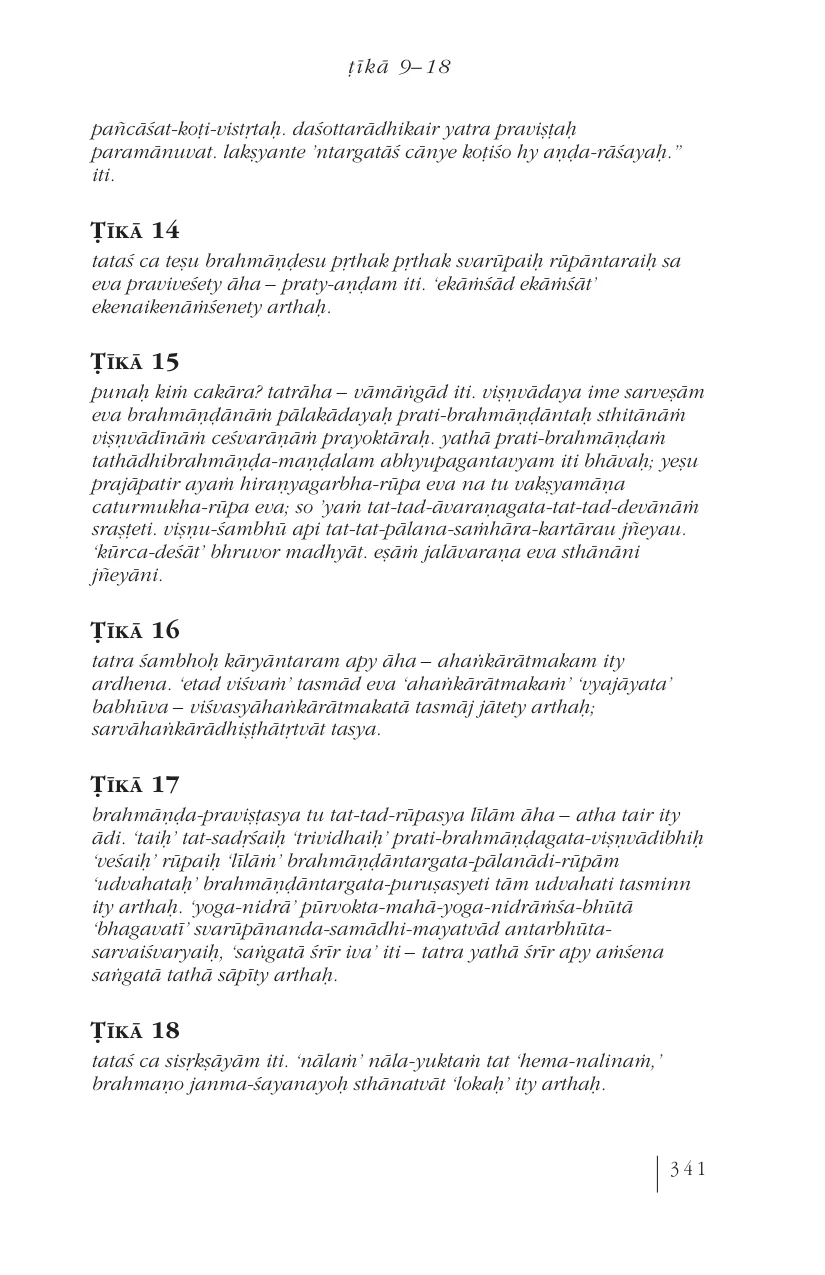 ṭīkā 9–18
pañcāśat-koṭi-vistṛtaḥ. daśottarādhikair yatra praviṣṭaḥ
paramānuvat. lakṣyante ’ntargatāś cānye koṭiśo hy aṇḍa-rāśayaḥ.”
iti.
Ṭīkā 14
tataś ca teṣu brahmāṇḍesu pṛthak pṛthak svarūpaiḥ rūpāntaraiḥ sa
eva praviveśety āha – praty-aṇḍam iti. ‘ekāṁśād ekāṁśāt’
ekenaikenāṁśenety arthaḥ.
Ṭīkā 15
punaḥ kiṁ cakāra? tatrāha – vāmāṅgād iti. viṣṇvādaya ime sarveṣām
eva brahmāṇḍānāṁ pālakādayaḥ prati-brahmāṇḍāntaḥ sthitānāṁ
viṣṇvādīnāṁ ceśvarāṇāṁ prayoktāraḥ. yathā prati-brahmāṇḍaṁ
tathādhibrahmāṇḍa-maṇḍalam abhyupagantavyam iti bhāvaḥ; yeṣu
prajāpatir ayaṁ hiraṇyagarbha-rūpa eva na tu vakṣyamāṇa
caturmukha-rūpa eva; so ’yaṁ tat-tad-āvaraṇagata-tat-tad-devānāṁ
sraṣṭeti. viṣṇu-śambhū api tat-tat-pālana-saṁhāra-kartārau jñeyau.
‘kūrca-deśāt’ bhruvor madhyāt. eṣāṁ jalāvaraṇa eva sthānāni
jñeyāni.
Ṭīkā 16
tatra śambhoḥ kāryāntaram apy āha – ahaṅkārātmakam ity
ardhena. ‘etad viśvaṁ’ tasmād eva ‘ahaṅkārātmakaṁ’ ‘vyajāyata’
babhūva – viśvasyāhaṅkārātmakatā tasmāj jātety arthaḥ;
sarvāhaṅkārādhiṣṭhātṛtvāt tasya.
Ṭīkā 17
brahmāṇḍa-praviṣṭasya tu tat-tad-rūpasya līlām āha – atha tair ity
ādi. ‘taiḥ’ tat-sadṛśaiḥ ‘trividhaiḥ’ prati-brahmāṇḍagata-viṣṇvādibhiḥ
‘veśaiḥ’ rūpaiḥ ‘līlāṁ’ brahmāṇḍāntargata-pālanādi-rūpām
‘udvahataḥ’ brahmāṇḍāntargata-puruṣasyeti tām udvahati tasminn
ity arthaḥ. ‘yoga-nidrā’ pūrvokta-mahā-yoga-nidrāṁśa-bhūtā
‘bhagavatī’ svarūpānanda-samādhi-mayatvād antarbhūta-
sarvaiśvaryaiḥ, ‘saṅgatā śrīr iva’ iti – tatra yathā śrīr apy aṁśena
saṅgatā tathā sāpīty arthaḥ.
Ṭīkā 18
tataś ca sisṛkṣāyām iti. ‘nālaṁ’ nāla-yuktaṁ tat ‘hema-nalinaṁ,’
brahmaṇo janma-śayanayoḥ sthānatvāt ‘lokaḥ’ ity arthaḥ.
341